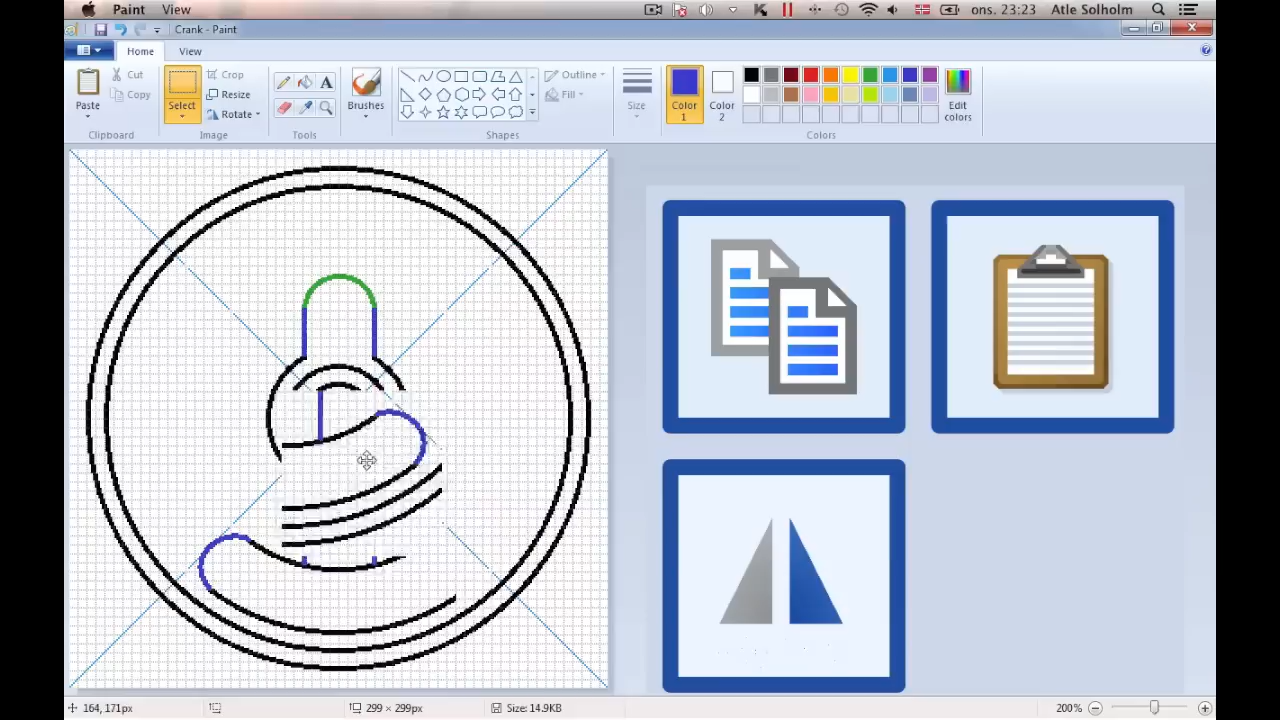 Paint View ons. 23:23 Atle Solholm
Crank - Paint
Home View
Paste Cut Copy Select Crop Resize Rotate Brushes Outline Fill Size Color 1 Color 2 Edit colors
Clipboard Image Tools Shapes Colors
164, 171px 299 × 299px Size: 14.9KB 200%